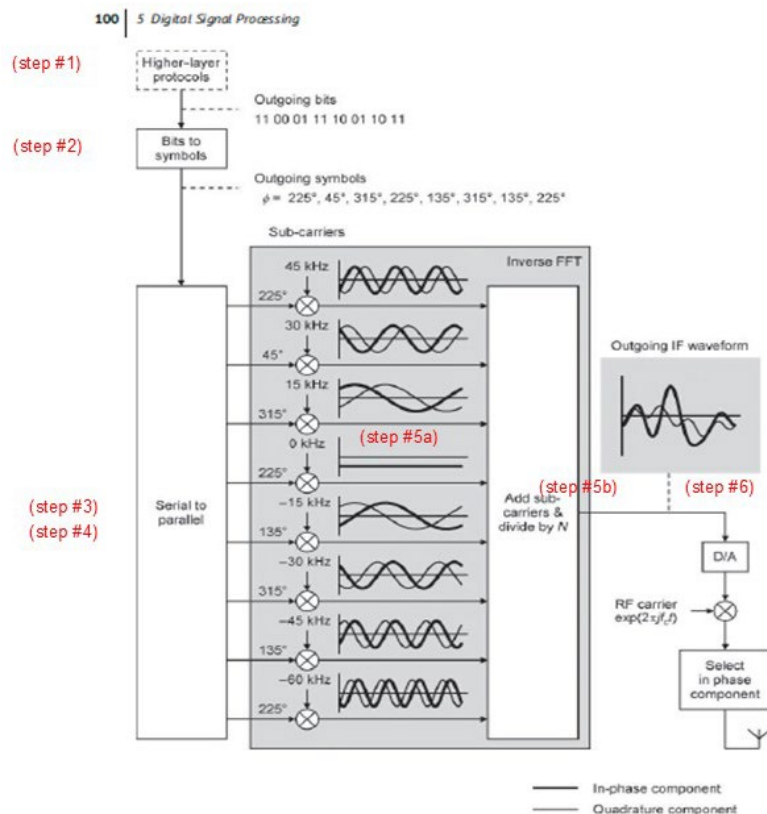 100 | 5 Digital Signal Processing
(step #1)
Higher–layer
protocols
Outgoing bits
11 00 01 11 10 01 10 11
(step #2)
Bits to
symbols
Outgoing symbols
ϕ = 225°, 45°, 315°, 225°, 135°, 315°, 135°, 225°
Sub-carriers
Inverse FFT
45 kHz
225°
30 kHz
45°
15 kHz
315°
(step #5a)
0 kHz
225°
–15 kHz
135°
–30 kHz
315°
–45 kHz
135°
–60 kHz
225°
(step #3)
(step #4)
Serial to
parallel
Add sub-
carriers &
divide by N
(step #5b)
Outgoing IF waveform
(step #6)
D/A
RF carrier
exp(2πjf_c t)
Select
in phase
component
In-phase component
Quadrature component